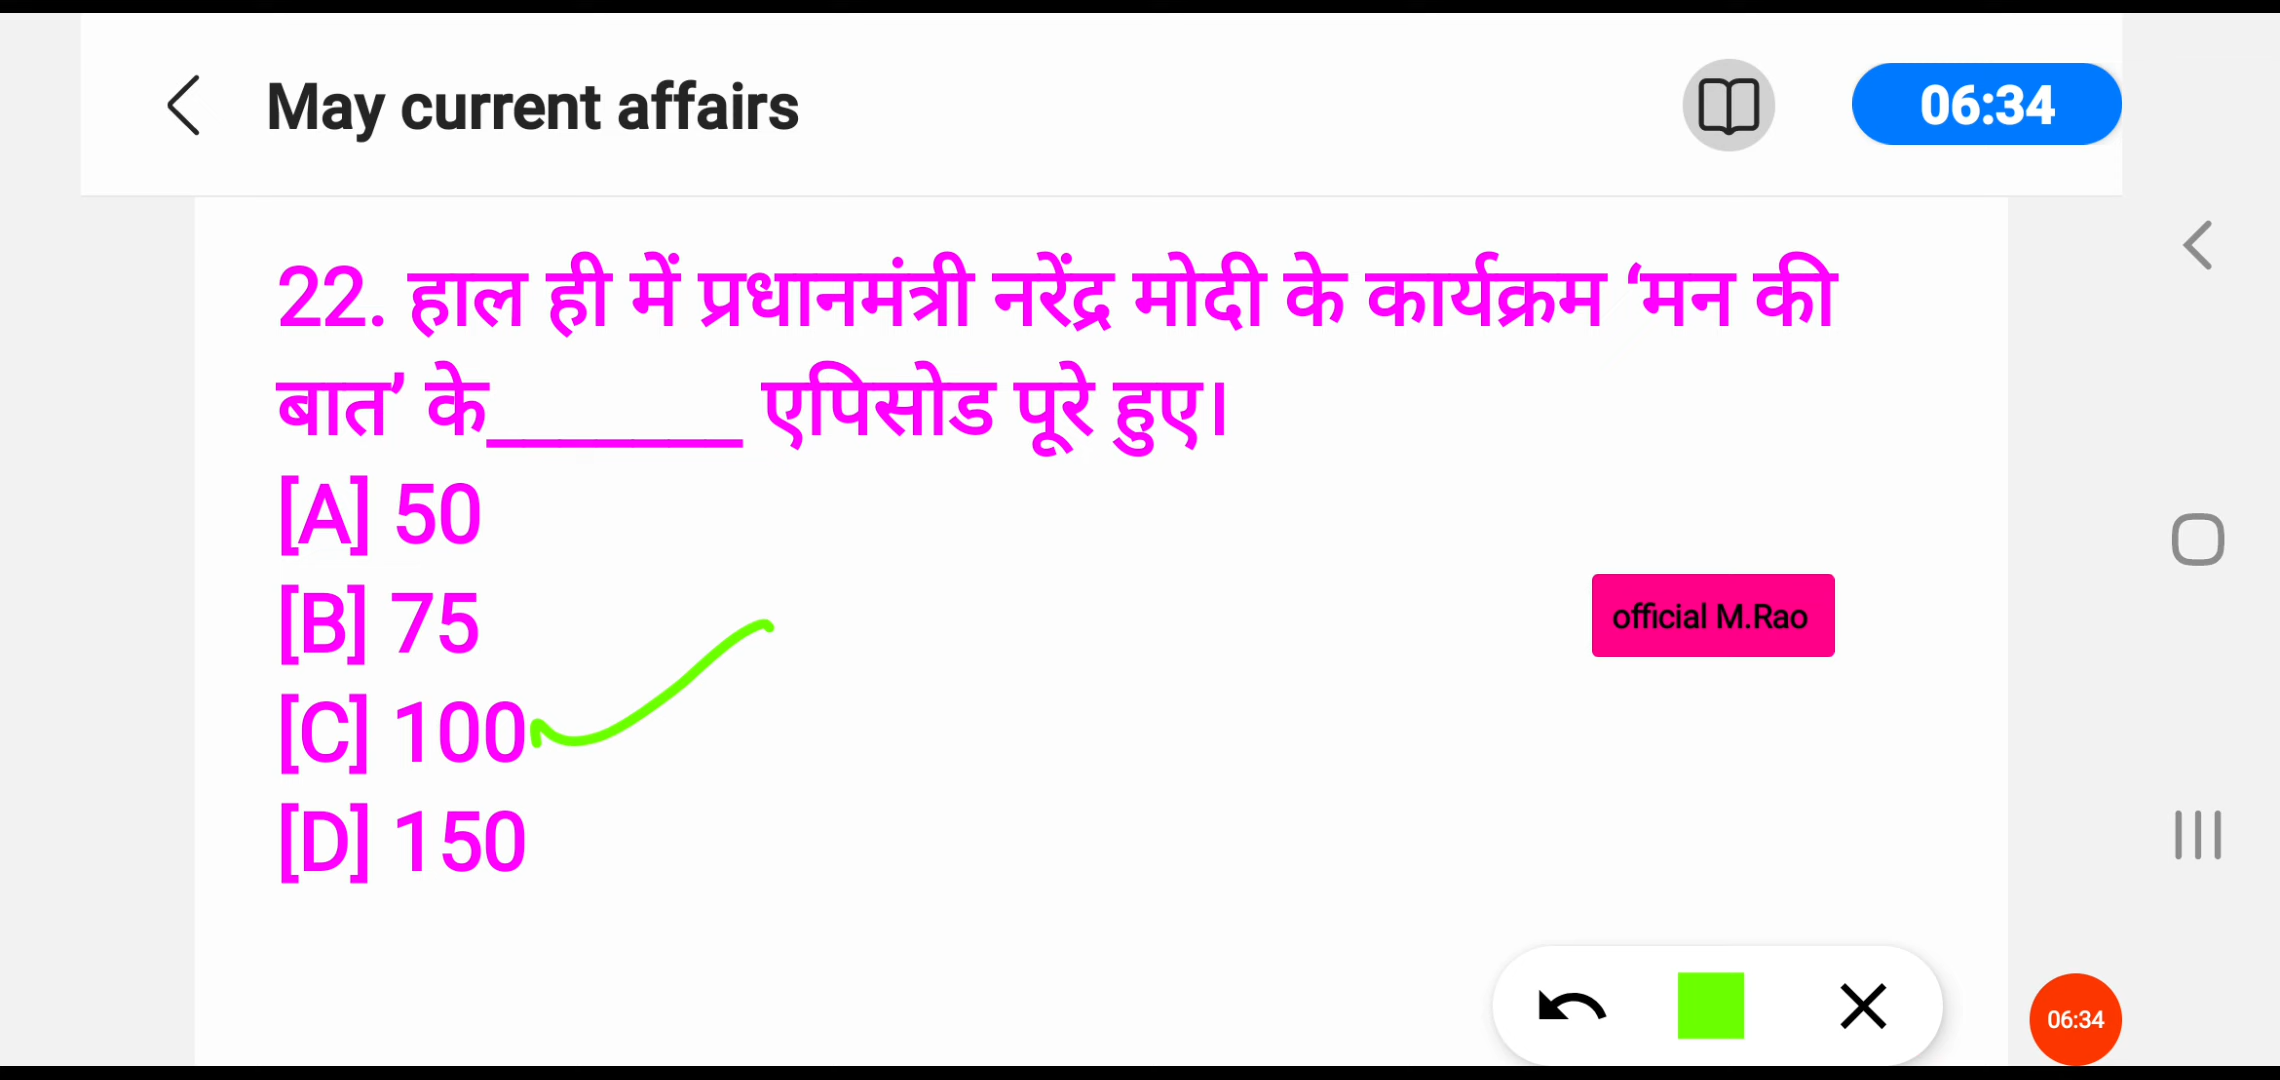 May current affairs
06:34
22. हाल ही में प्रधानमंत्री नरेंद्र मोदी के कार्यक्रम ‘मन की
बात’ के_______ एपिसोड पूरे हुए।
[A] 50
[B] 75
[C] 100
[D] 150
official M.Rao
06:34